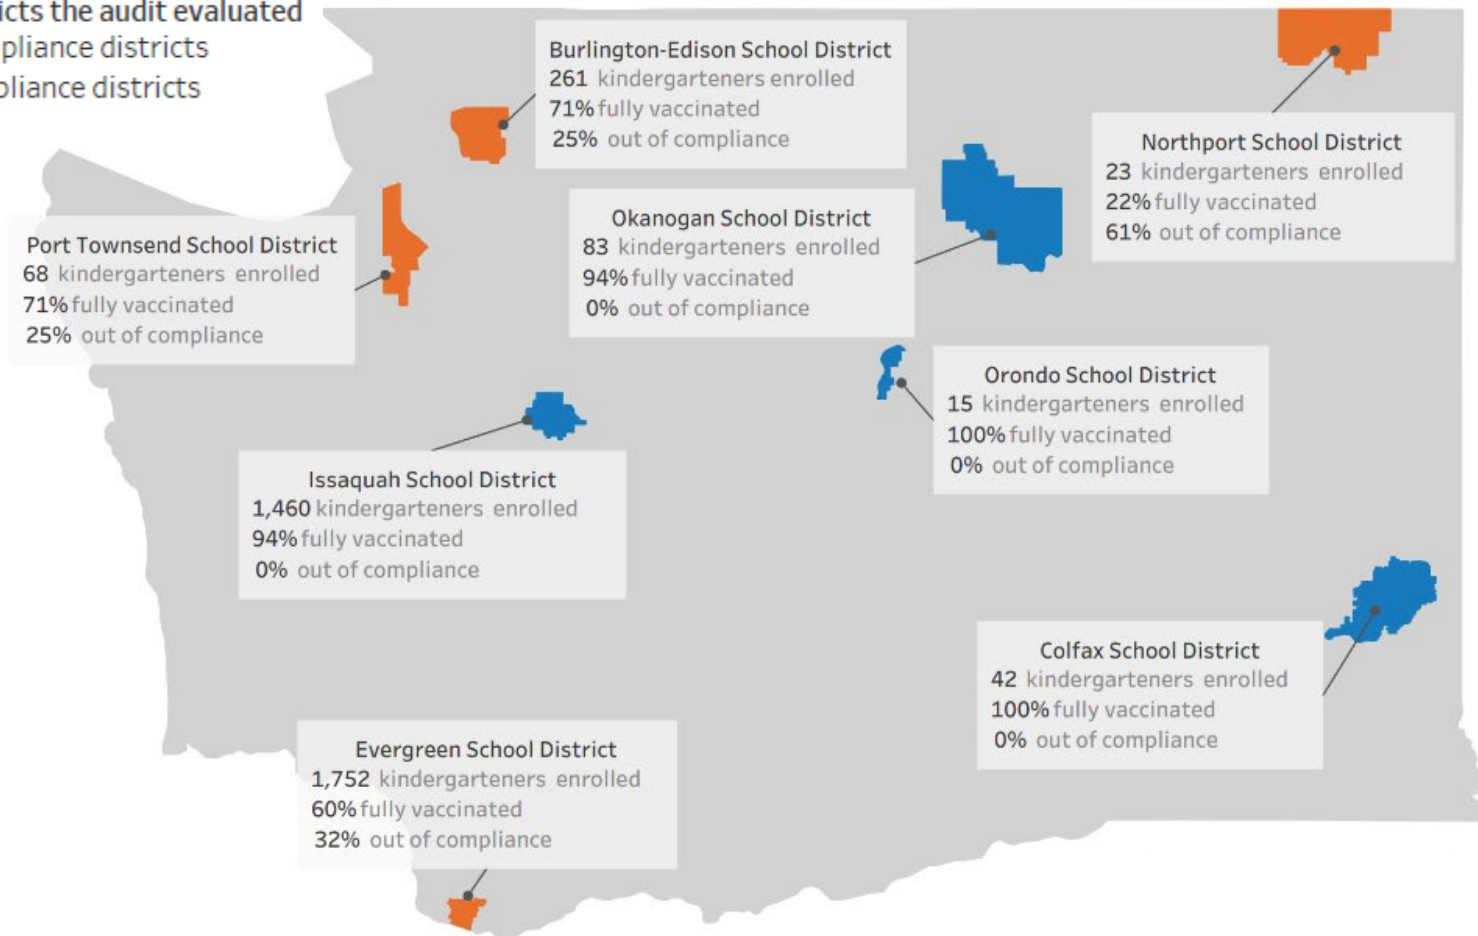 the audit evaluated
districts
districts
Burlington-Edison School District
261 kindergarteners enrolled
71% fully vaccinated
25% out of compliance
Northport School District
23 kindergarteners enrolled
22% fully vaccinated
61% out of compliance
Okanogan School District
83 kindergarteners enrolled
94% fully vaccinated
0% out of compliance
Port Townsend School District
68 kindergarteners enrolled
71% fully vaccinated
25% out of compliance
Orondo School District
15 kindergarteners enrolled
100% fully vaccinated
0% out of compliance
Issaquah School District
1,460 kindergarteners enrolled
94% fully vaccinated
0% out of compliance
Colfax School District
42 kindergarteners enrolled
100% fully vaccinated
0% out of compliance
Evergreen School District
1,752 kindergarteners enrolled
60% fully vaccinated
32% out of compliance